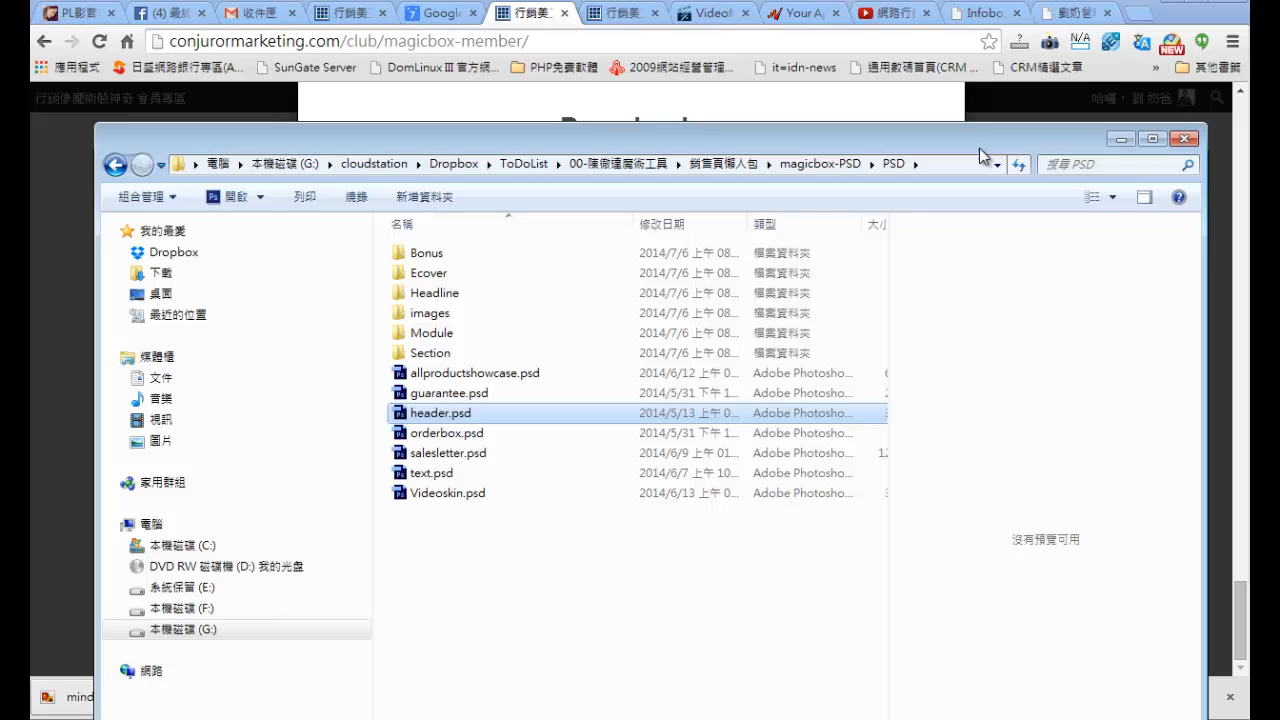 PL影音 (4) 最終 收件匣 行銷美 Google 行銷美工 行銷美工 Video Your A 網路行 Infobo 劉奶爸
conjurormarketing.com/club/magicbox-member/
N/A NEW
應用程式 日盛網路銀行專區(A... SunGate Server DomLinux III 官方網... PHP免費軟體 2009網站經營管理... it=idn-news 通用數碼首頁(CRM ... CRM精選文章 » 其他書籤
行銷像魔術般神奇 會員專區 哈囉， 劉 奶爸
電腦 本機磁碟 (G:) cloudstation Dropbox ToDoList 00-陳偉達魔術工具 銷售頁懶人包 magicbox-PSD PSD 搜尋 PSD
組合管理 開啟 列印 燒錄 新增資料夾
名稱 修改日期 類型 大小
我的最愛
Dropbox
下載
桌面
最近的位置
媒體櫃
文件
音樂
視訊
圖片
家用群組
電腦
本機磁碟 (C:)
DVD RW 磁碟機 (D:) 我的光盘
系統保留 (E:)
本機磁碟 (F:)
本機磁碟 (G:)
網路
Bonus 2014/7/6 上午 08... 檔案資料夾
Ecover 2014/7/6 上午 08... 檔案資料夾
Headline 2014/7/6 上午 08... 檔案資料夾
images 2014/7/6 上午 08... 檔案資料夾
Module 2014/7/6 上午 08... 檔案資料夾
Section 2014/7/6 上午 08... 檔案資料夾
allproductshowcase.psd 2014/6/12 上午 0... Adobe Photosho...
guarantee.psd 2014/5/31 下午 1... Adobe Photosho...
header.psd 2014/5/13 上午 0... Adobe Photosho...
orderbox.psd 2014/5/31 下午 1... Adobe Photosho...
salesletter.psd 2014/6/9 上午 01... Adobe Photosho... 12
text.psd 2014/6/7 上午 10... Adobe Photosho...
Videoskin.psd 2014/6/13 上午 0... Adobe Photosho...
沒有預覽可用
mind